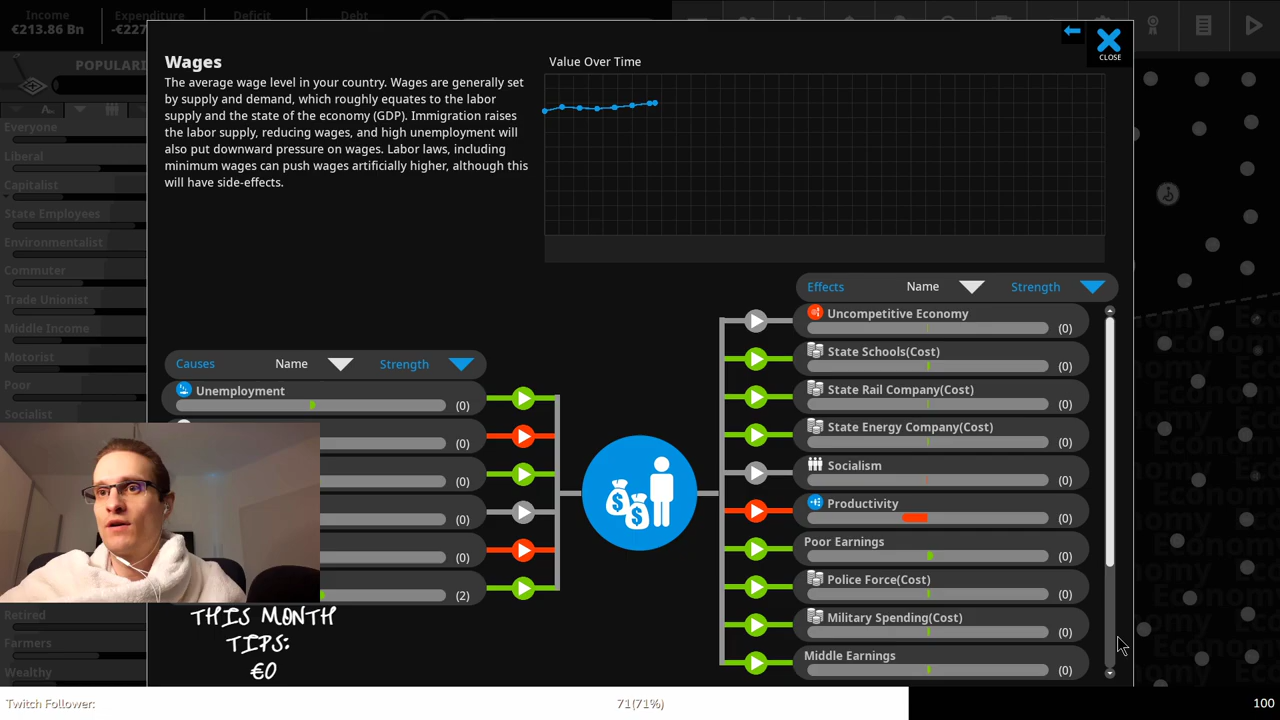 Income
Expenditure
Deficit
Debt
€213.86 Bn
-€227
POPULARI
Everyone
Liberal
Capitalist
State Employees
Environmentalist
Commuter
Trade Unionist
Middle Income
Motorist
Poor
Socialist
Retired
Farmers
Wealthy
Wages
The average wage level in your country. Wages are generally set
by supply and demand, which roughly equates to the labor
supply and the state of the economy (GDP). Immigration raises
the labor supply, reducing wages, and high unemployment will
also put downward pressure on wages. Labor laws, including
minimum wages can push wages artificially higher, although this
will have side-effects.
Value Over Time
CLOSE
Causes
Name
Strength
Unemployment
(0)
(0)
(0)
(0)
(0)
(2)
Effects
Name
Strength
Uncompetitive Economy
(0)
State Schools(Cost)
(0)
State Rail Company(Cost)
(0)
State Energy Company(Cost)
(0)
Socialism
(0)
Productivity
(0)
Poor Earnings
(0)
Police Force(Cost)
(0)
Military Spending(Cost)
(0)
Middle Earnings
(0)
THIS MONTH
TIPS:
€0
Twitch Follower:
71(71%)
100